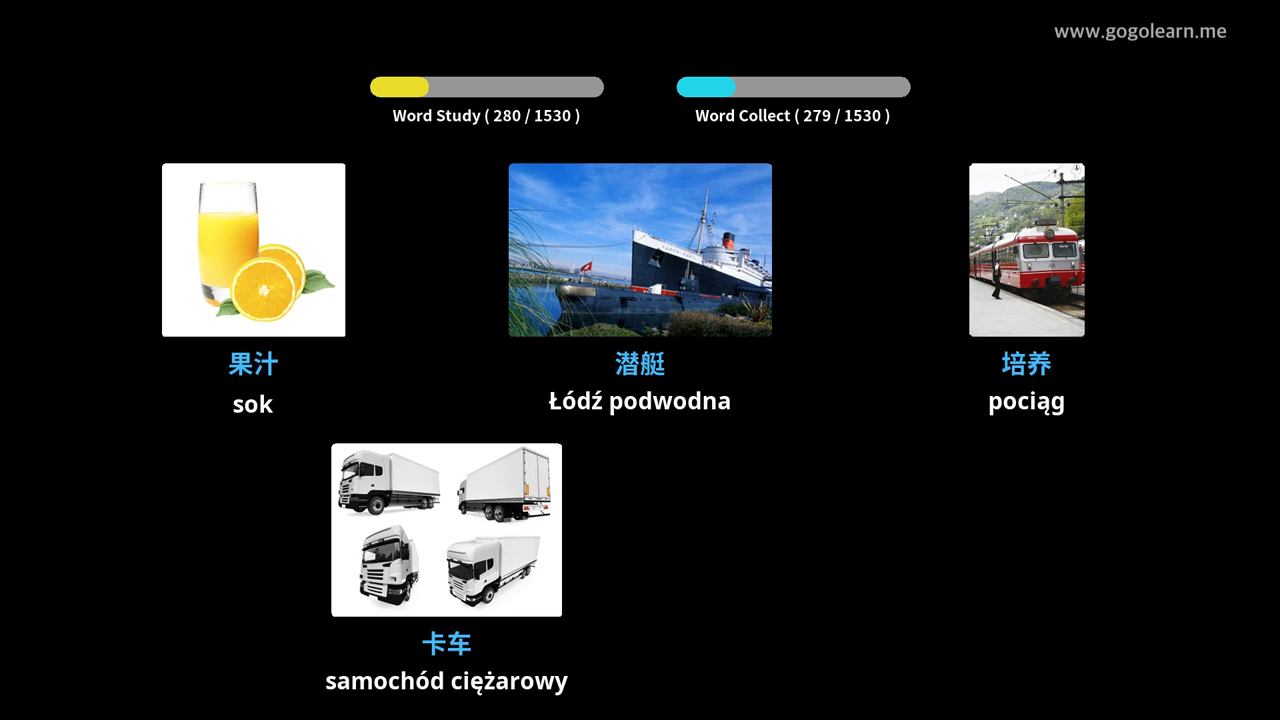 www.gogolearn.me
Word Study ( 280 / 1530 )
Word Collect ( 279 / 1530 )
果汁
sok
潜艇
Łódź podwodna
培养
pociąg
卡车
samochód ciężarowy